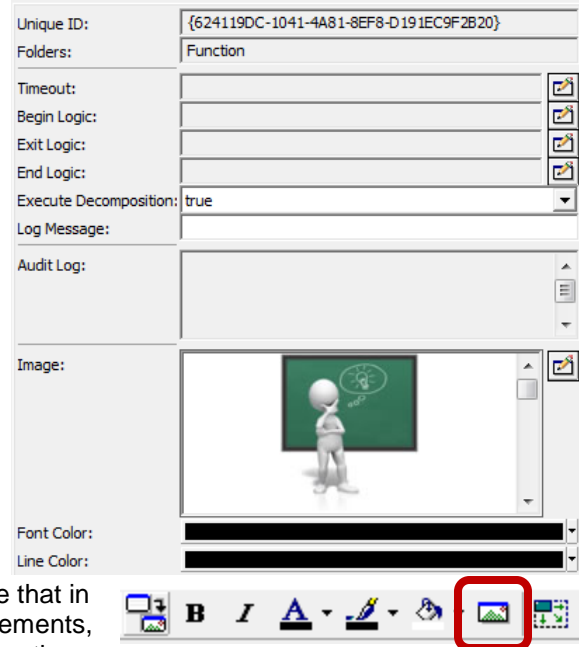 Unique ID: {624119DC-1041-4A81-8EF8-D191EC9F2B20}
Folders: Function
Timeout:
Begin Logic:
Exit Logic:
End Logic:
Execute Decomposition: true
Log Message:
Audit Log:
Image:
Font Color:
Line Color:
e that in
ements,
B I A